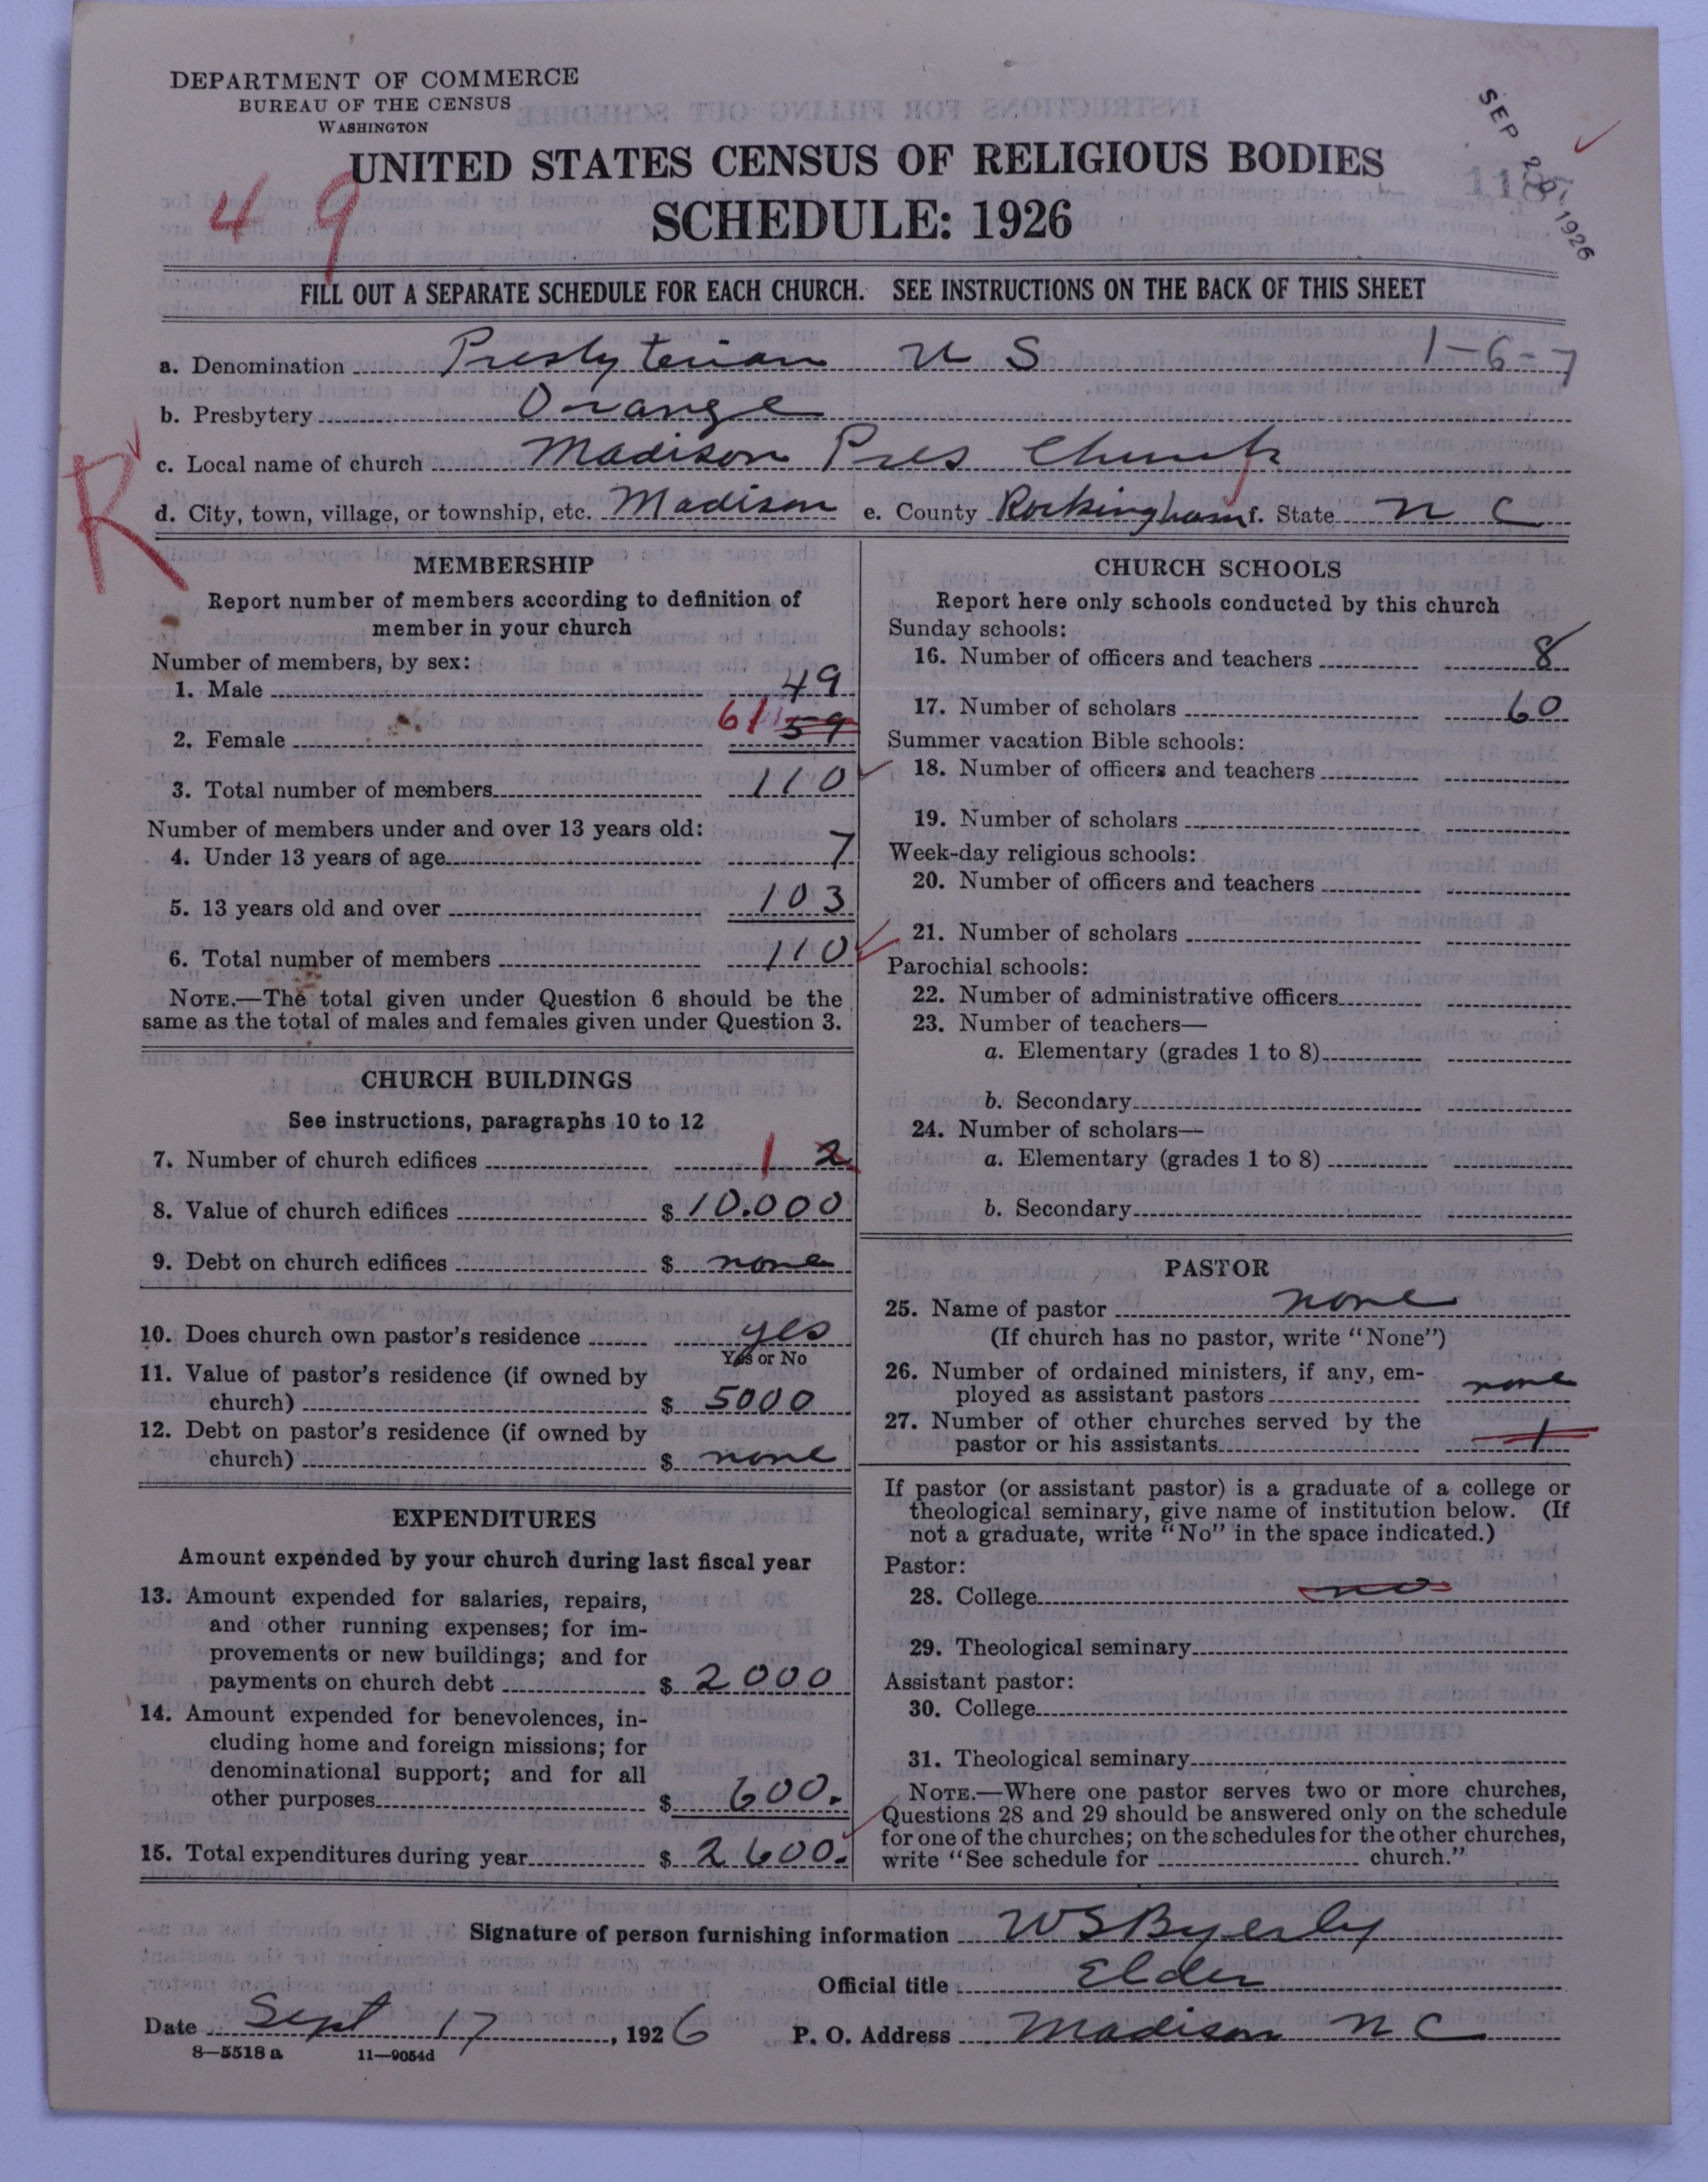 DEPARTMENT OF COMMERCE
BUREAU OF THE CENSUS
WASHINGTON
SEP 20 1926
1187
UNITED STATES CENSUS OF RELIGIOUS BODIES
49
SCHEDULE: 1926
FILL OUT A SEPARATE SCHEDULE FOR EACH CHURCH. SEE INSTRUCTIONS ON THE BACK OF THIS SHEET
a. Denomination Presbyterian U S 1-6-7
b. Presbytery Orange
R
c. Local name of church Madison Pres Church
d. City, town, village, or township, etc. Madison e. County Rockingham f. State N C
MEMBERSHIP
Report number of members according to definition of
member in your church
Number of members, by sex:
1. Male 49
2. Female 61 59
3. Total number of members 110
Number of members under and over 13 years old:
4. Under 13 years of age 7
5. 13 years old and over 103
6. Total number of members 110
NOTE.—The total given under Question 6 should be the
same as the total of males and females given under Question 3.
CHURCH BUILDINGS
See instructions, paragraphs 10 to 12
7. Number of church edifices 1 2
8. Value of church edifices $ 10.000
9. Debt on church edifices $ none
10. Does church own pastor's residence yes
Yes or No
11. Value of pastor's residence (if owned by
church) $ 5000
12. Debt on pastor's residence (if owned by
church) $ none
EXPENDITURES
Amount expended by your church during last fiscal year
13. Amount expended for salaries, repairs,
and other running expenses; for im-
provements or new buildings; and for
payments on church debt $ 2000
14. Amount expended for benevolences, in-
cluding home and foreign missions; for
denominational support; and for all
other purposes $ 600.
15. Total expenditures during year $ 2600.
CHURCH SCHOOLS
Report here only schools conducted by this church
Sunday schools:
16. Number of officers and teachers 8
17. Number of scholars 60
Summer vacation Bible schools:
18. Number of officers and teachers
19. Number of scholars
Week-day religious schools:
20. Number of officers and teachers
21. Number of scholars
Parochial schools:
22. Number of administrative officers
23. Number of teachers—
a. Elementary (grades 1 to 8)
b. Secondary
24. Number of scholars—
a. Elementary (grades 1 to 8)
b. Secondary
PASTOR
25. Name of pastor none
(If church has no pastor, write "None")
26. Number of ordained ministers, if any, em-
ployed as assistant pastors none
27. Number of other churches served by the
pastor or his assistants 1
If pastor (or assistant pastor) is a graduate of a college or
theological seminary, give name of institution below. (If
not a graduate, write "No" in the space indicated.)
Pastor:
28. College no
29. Theological seminary
Assistant pastor:
30. College
31. Theological seminary
NOTE.—Where one pastor serves two or more churches,
Questions 28 and 29 should be answered only on the schedule
for one of the churches; on the schedules for the other churches,
write "See schedule for church."
Signature of person furnishing information W S Byerly
Official title Elder
Date Sept 17, 1926 P. O. Address Madison N C
8—5518 a 11—9054d